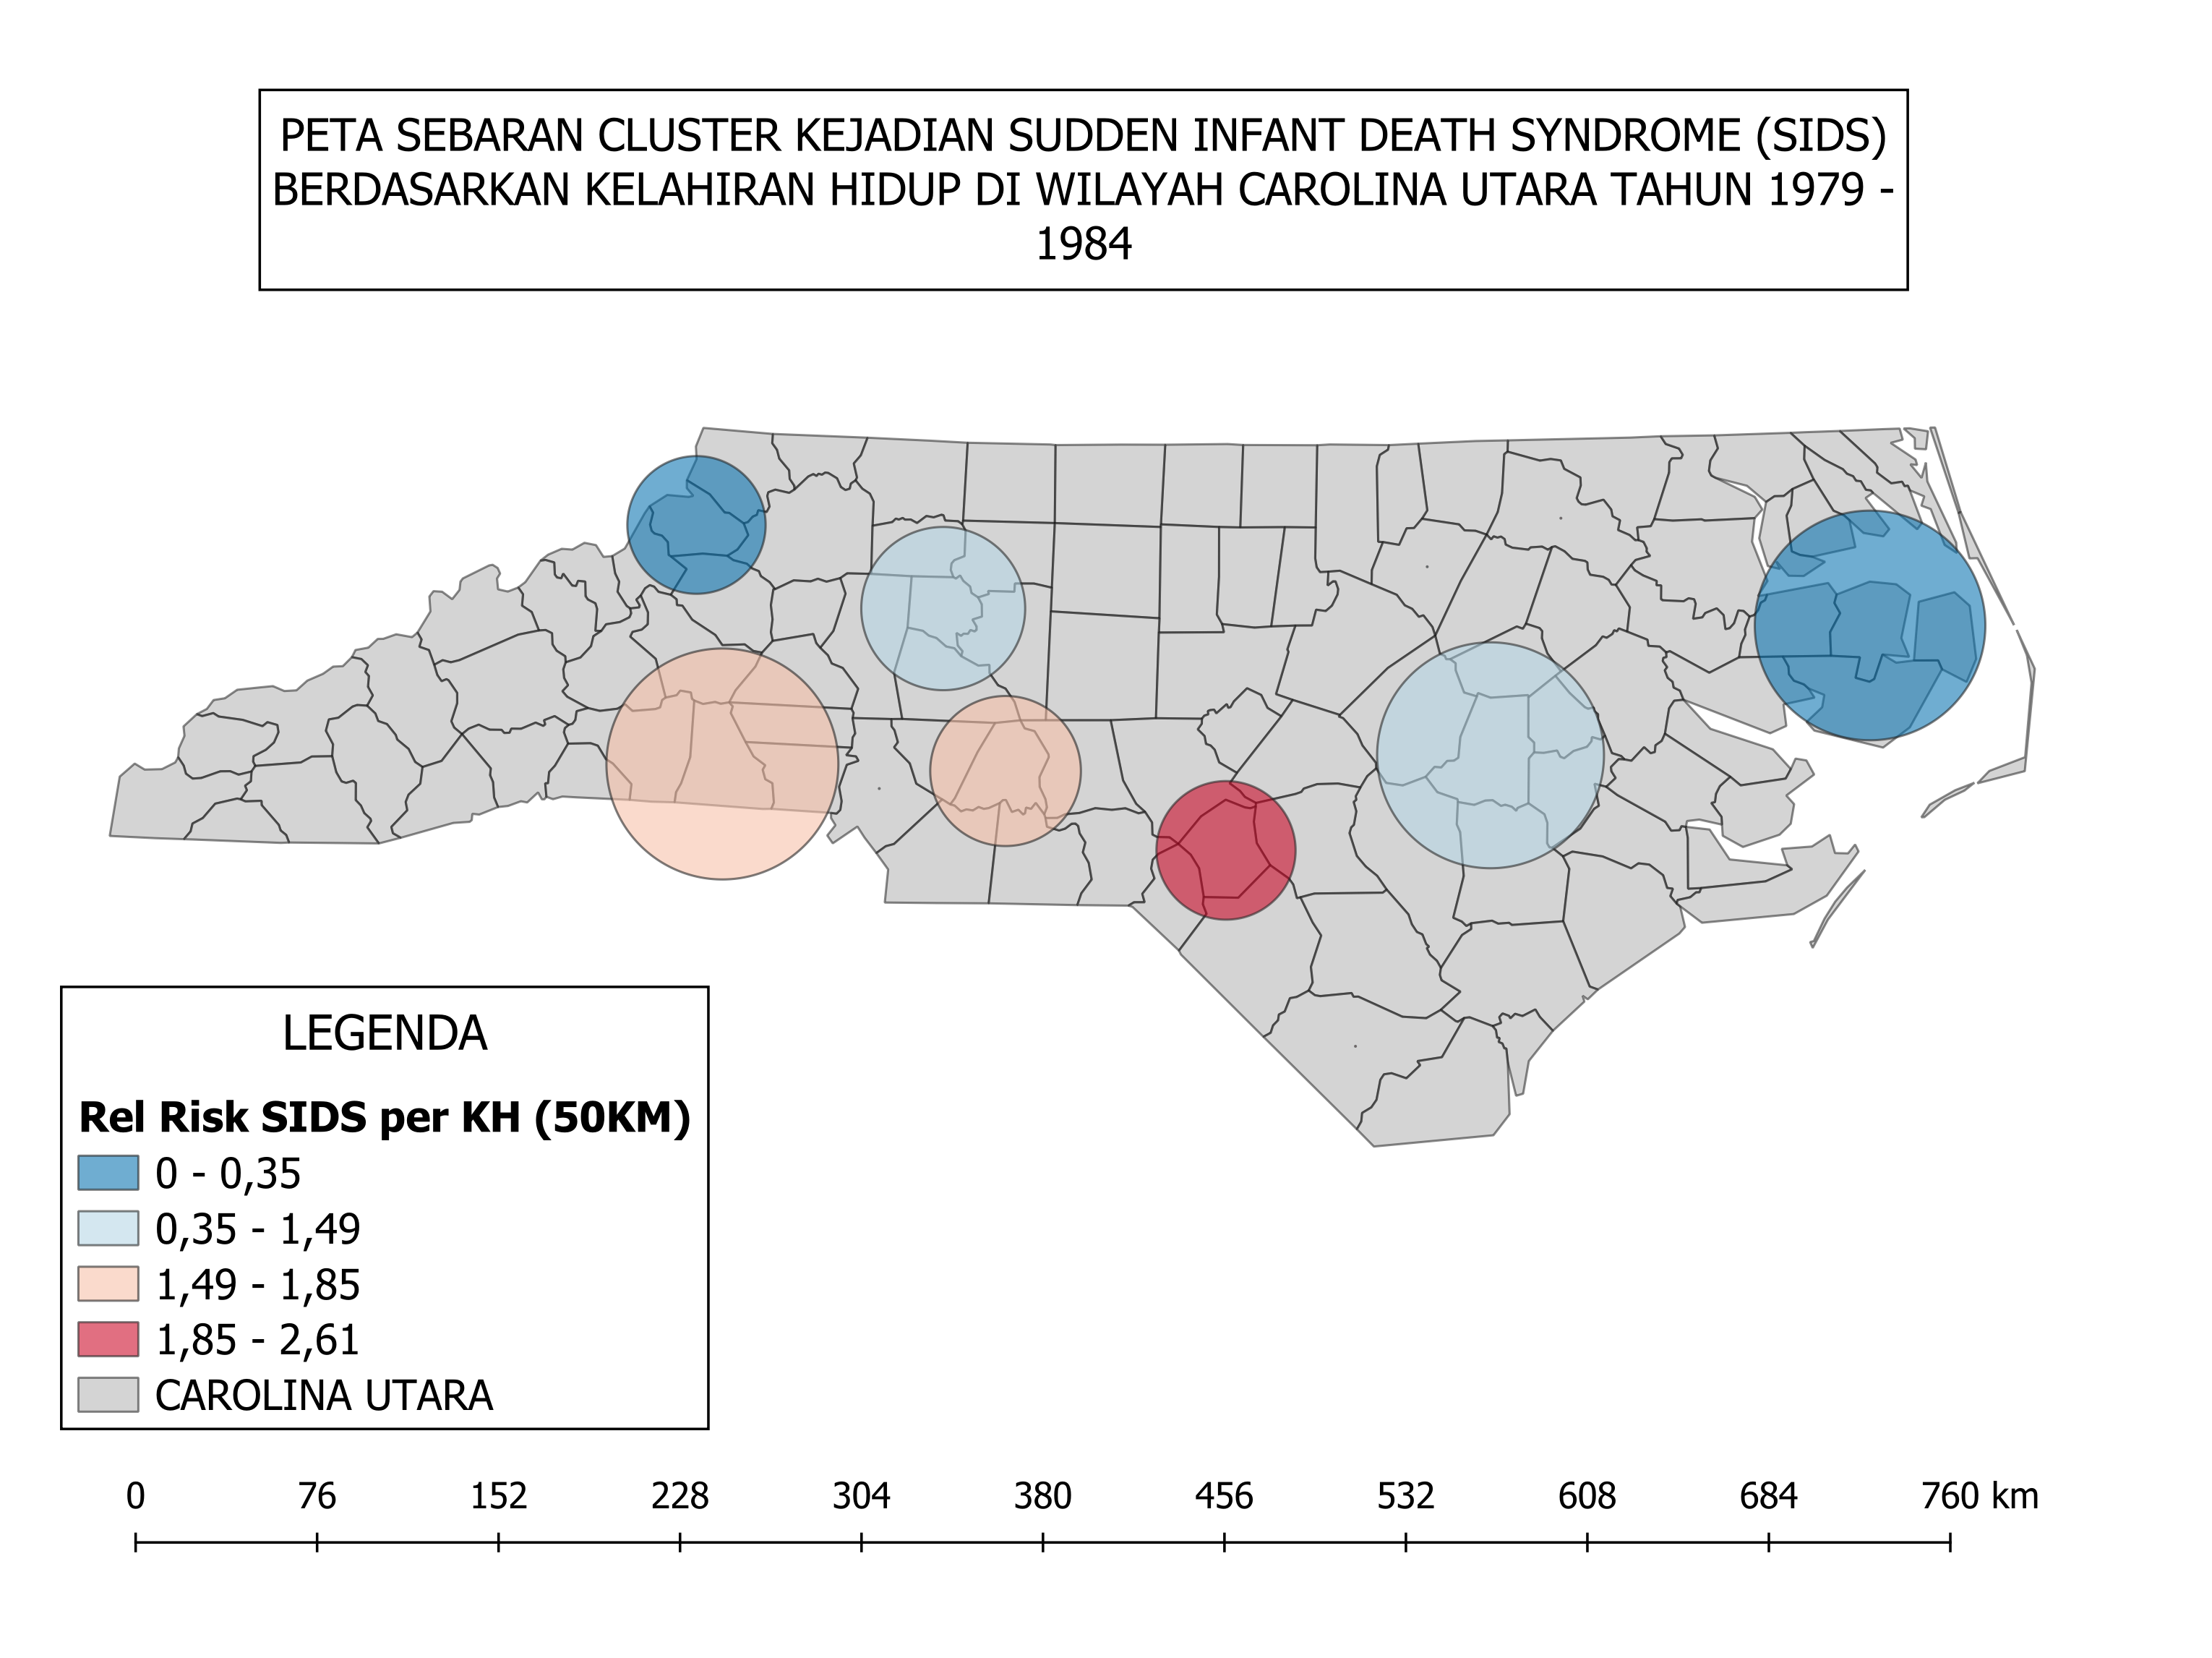 PETA SEBARAN CLUSTER KEJADIAN SUDDEN INFANT DEATH SYNDROME (SIDS)
BERDASARKAN KELAHIRAN HIDUP DI WILAYAH CAROLINA UTARA TAHUN 1979 -
1984
LEGENDA
Rel Risk SIDS per KH (50KM)
0 - 0,35
0,35 - 1,49
1,49 - 1,85
1,85 - 2,61
CAROLINA UTARA
0 76 152 228 304 380 456 532 608 684 760 km